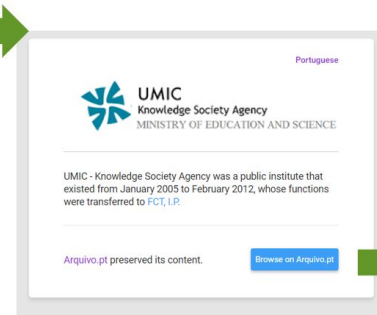 Portuguese
UMIC
Knowledge Society Agency
MINISTRY OF EDUCATION AND SCIENCE
UMIC - Knowledge Society Agency was a public institute that
existed from January 2005 to February 2012, whose functions
were transferred to FCT, I.P.
Arquivo.pt preserved its content.
Browse on Arquivo.pt